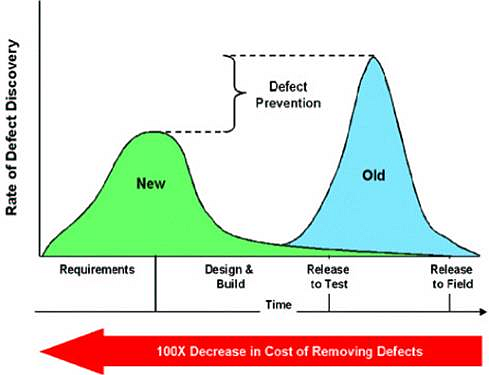 Rate of Defect Discovery
Defect
Prevention
New
Old
Requirements
Design &
Build
Release
to Test
Release
to Field
Time
100X Decrease in Cost of Removing Defects